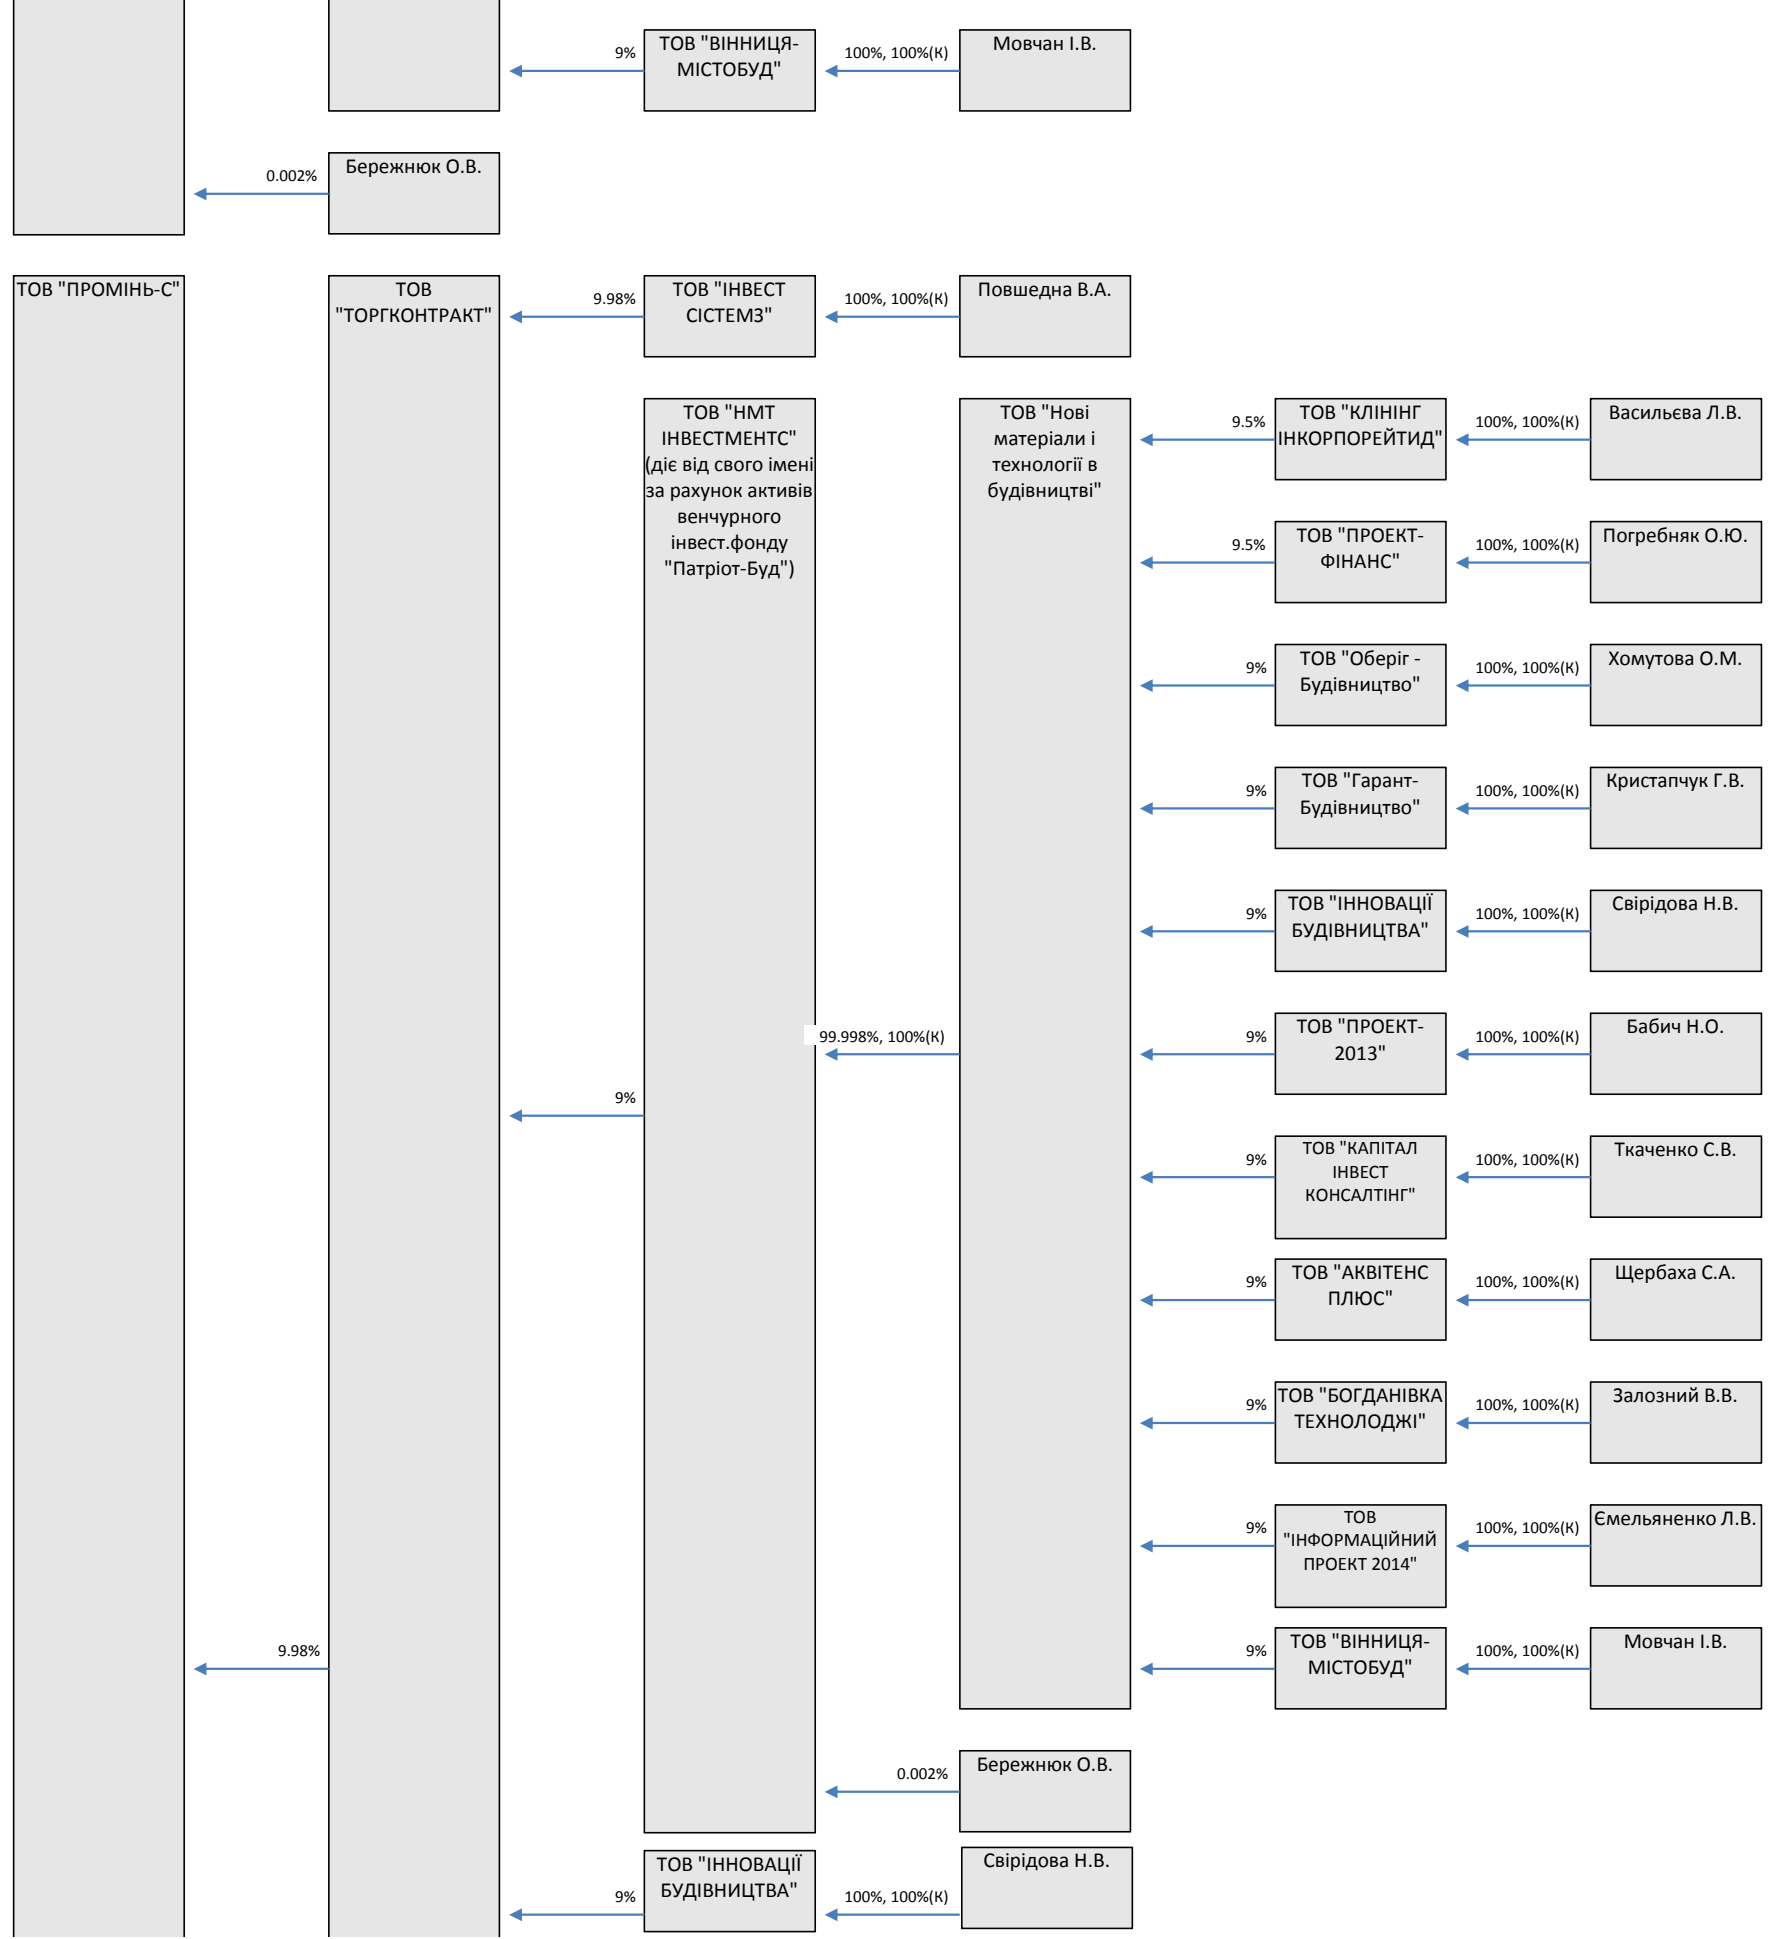 9%
ТОВ "ВІННИЦЯ-
МІСТОБУД"
100%, 100%(К)
Мовчан І.В.
0.002%
Бережнюк О.В.
ТОВ "ПРОМІНЬ-С"
ТОВ
"ТОРГКОНТРАКТ"
9.98%
ТОВ "ІНВЕСТ
СІСТЕМЗ"
100%, 100%(К)
Повшедна В.А.
ТОВ "НМТ
ІНВЕСТМЕНТС"
(діє від свого імені
за рахунок активів
венчурного
інвест.фонду
"Патріот-Буд")
ТОВ "Нові
матеріали і
технології в
будівництві"
9.5%
ТОВ "КЛІНІНГ
ІНКОРПОРЕЙТИД"
100%, 100%(К)
Васильєва Л.В.
9.5%
ТОВ "ПРОЕКТ-
ФІНАНС"
100%, 100%(К)
Погребняк О.Ю.
9%
ТОВ "Оберіг -
Будівництво"
100%, 100%(К)
Хомутова О.М.
9%
ТОВ "Гарант-
Будівництво"
100%, 100%(К)
Кристапчук Г.В.
9%
ТОВ "ІННОВАЦІЇ
БУДІВНИЦТВА"
100%, 100%(К)
Свірідова Н.В.
99.998%, 100%(К)
9%
ТОВ "ПРОЕКТ-
2013"
100%, 100%(К)
Бабич Н.О.
9%
9%
ТОВ "КАПІТАЛ
ІНВЕСТ
КОНСАЛТІНГ"
100%, 100%(К)
Ткаченко С.В.
9%
ТОВ "АКВІТЕНС
ПЛЮС"
100%, 100%(К)
Щербаха С.А.
9%
ТОВ "БОГДАНІВКА
ТЕХНОЛОДЖІ"
100%, 100%(К)
Залозний В.В.
9%
ТОВ
"ІНФОРМАЦІЙНИЙ
ПРОЕКТ 2014"
100%, 100%(К)
Ємельяненко Л.В.
9.98%
9%
ТОВ "ВІННИЦЯ-
МІСТОБУД"
100%, 100%(К)
Мовчан І.В.
0.002%
Бережнюк О.В.
9%
ТОВ "ІННОВАЦІЇ
БУДІВНИЦТВА"
100%, 100%(К)
Свірідова Н.В.